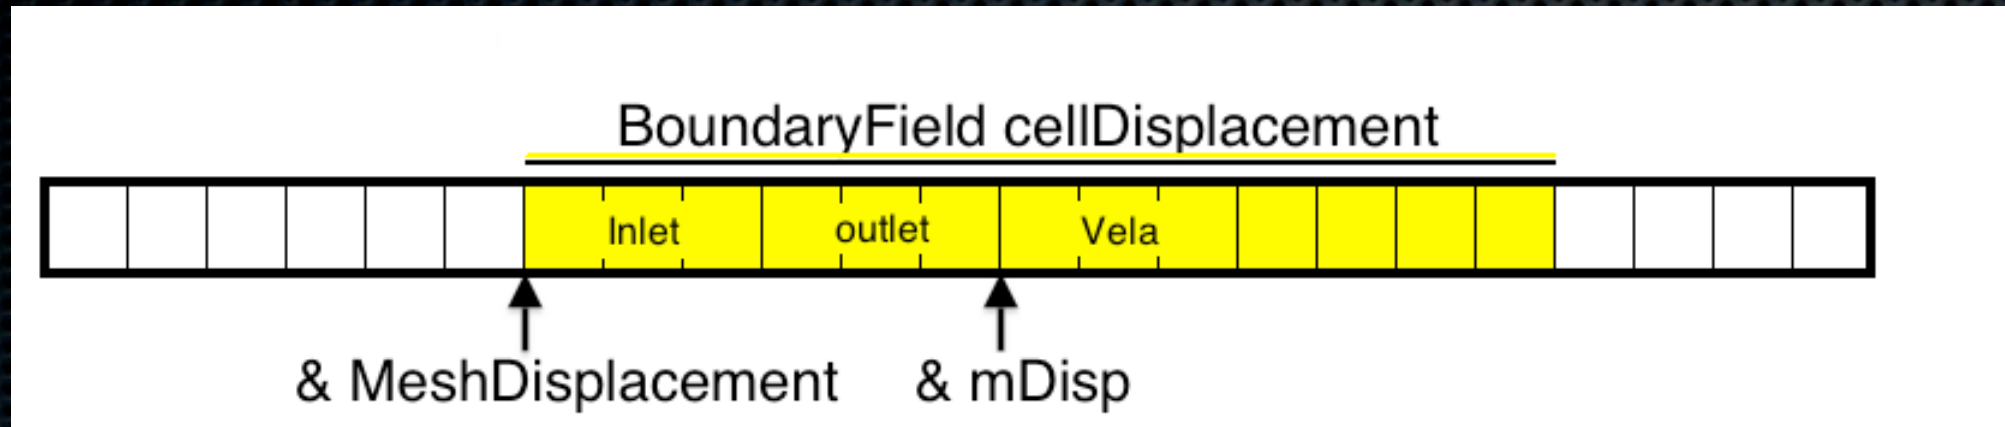 BoundaryField cellDisplacement
Inlet outlet Vela
& MeshDisplacement & mDisp